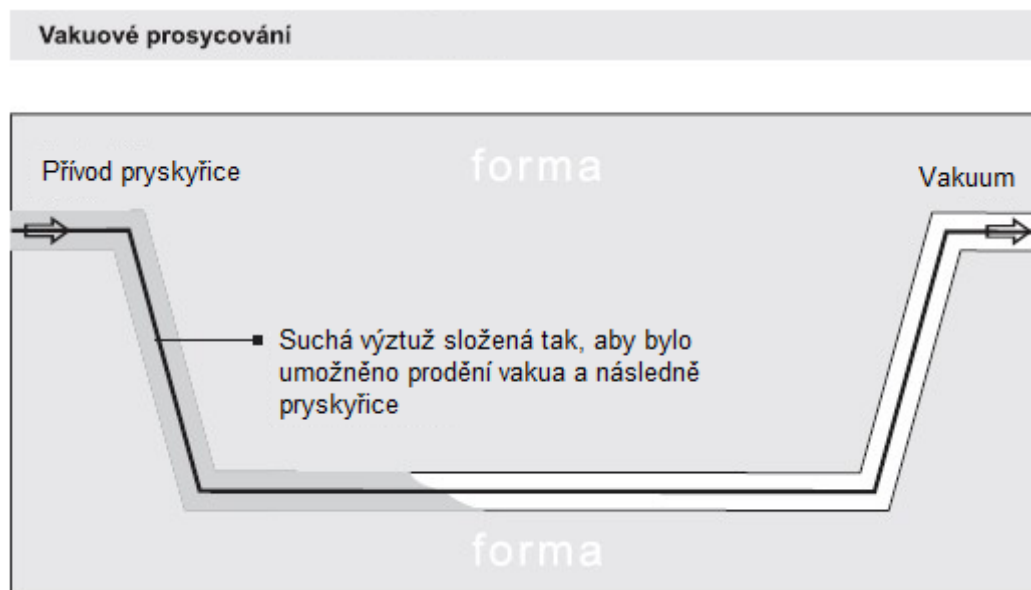 Vakuové prosycování
forma
Přívod pryskyřice
Vakuum
Suchá výztuž složená tak, aby bylo
umožněno prodění vakua a následně
pryskyřice
forma